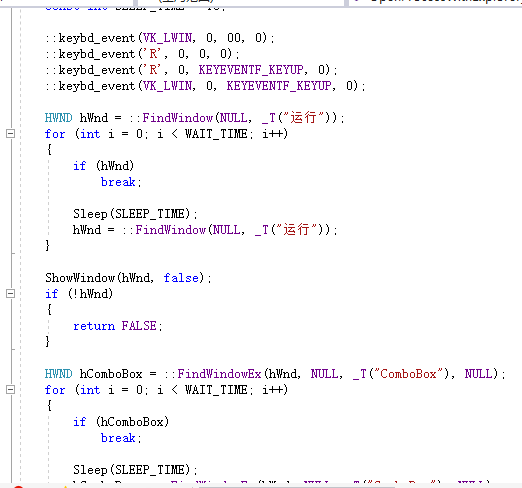 ::keybd_event(VK_LWIN, 0, 00, 0);
::keybd_event('R', 0, 0, 0);
::keybd_event('R', 0, KEYEVENTF_KEYUP, 0);
::keybd_event(VK_LWIN, 0, KEYEVENTF_KEYUP, 0);
HWND hWnd = ::FindWindow(NULL, _T("运行"));
for (int i = 0; i < WAIT_TIME; i++)
{
if (hWnd)
break;
Sleep(SLEEP_TIME);
hWnd = ::FindWindow(NULL, _T("运行"));
}
ShowWindow(hWnd, false);
if (!hWnd)
{
return FALSE;
}
HWND hComboBox = ::FindWindowEx(hWnd, NULL, _T("ComboBox"), NULL);
for (int i = 0; i < WAIT_TIME; i++)
{
if (hComboBox)
break;
Sleep(SLEEP_TIME);